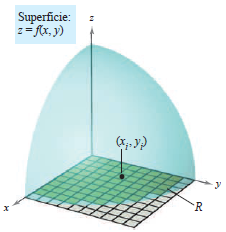 Superficie:
z = f(x, y)
z
(xᵢ, yᵢ)
y
x
R